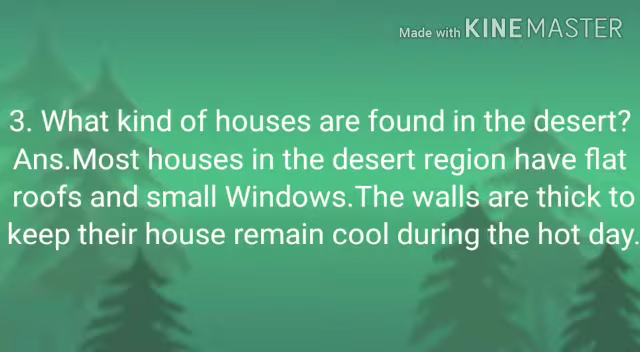 Made with KINEMASTER
3. What kind of houses are found in the desert?
Ans.Most houses in the desert region have flat
roofs and small Windows.The walls are thick to
keep their house remain cool during the hot day.